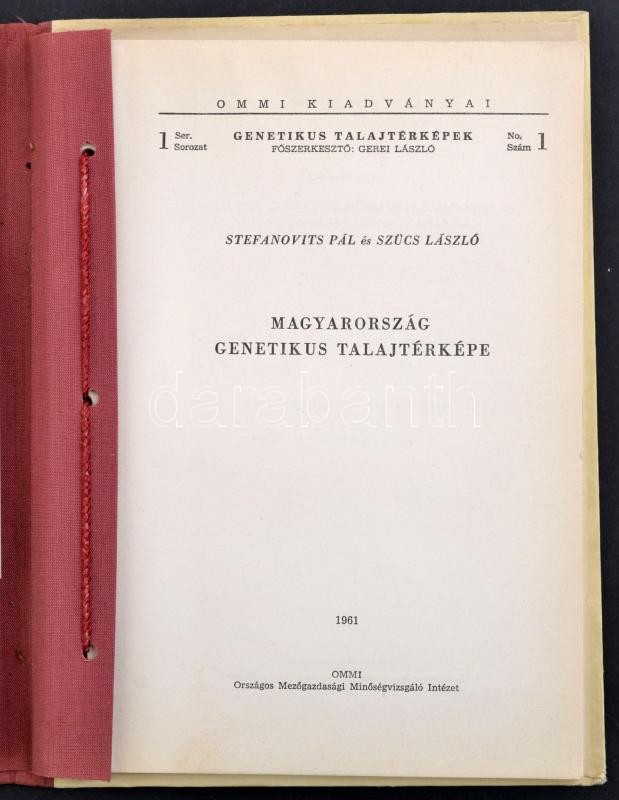 OMMI KIADVÁNYAI
1 Ser. Sorozat
GENETIKUS TALAJTÉRKÉPEK
FŐSZERKESZTŐ: GEREI LÁSZLÓ
No. Szám 1
STEFANOVITS PÁL és SZÜCS LÁSZLÓ
MAGYARORSZÁG
GENETIKUS TALAJTÉRKÉPE
darabanth
1961
OMMI
Országos Mezőgazdasági Minőségvizsgáló Intézet